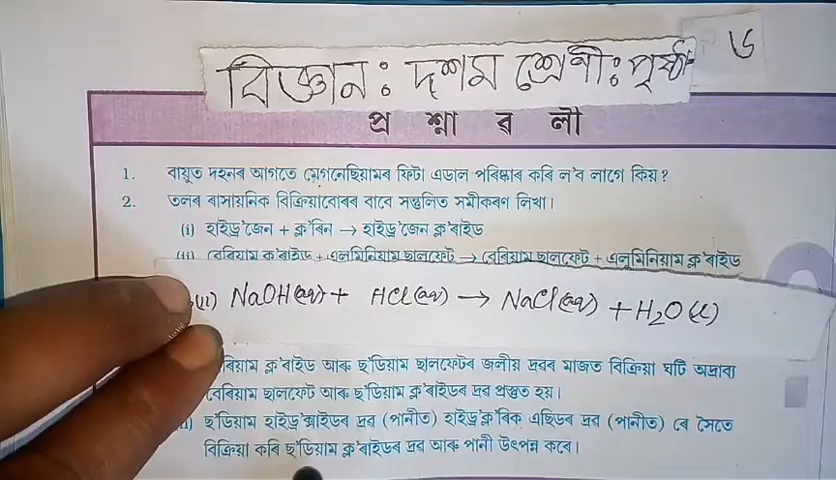 বিজ্ঞান: দশম শ্ৰেণী: পৃষ্ঠা ৬
প্ৰশ্নাৱলী
1. বায়ুত দহনৰ আগতে মেগনেছিয়ামৰ ফিটা এডাল পৰিষ্কাৰ কৰি ল'ব লাগে কিয়?
2. তলৰ ৰাসায়নিক বিক্ৰিয়াবোৰৰ বাবে সন্তুলিত সমীকৰণ লিখা।
(i) হাইড্ৰ'জেন + ক্ল'ৰিন → হাইড্ৰ'জেন ক্ল'ৰাইড
(ii) বেৰিয়াম ক্ল'ৰাইড + এলুমিনিয়াম ছালফেট → বেৰিয়াম ছালফেট + এলুমিনিয়াম ক্ল'ৰাইড
(ii) NaOH(aq) + HCl(aq) → NaCl(aq) + H₂O(l)
ৰিয়াম ক্ল'ৰাইড আৰু ছ'ডিয়াম ছালফেটৰ জলীয় দ্ৰৱৰ মাজত বিক্ৰিয়া ঘটি অদ্ৰাব্য
বেৰিয়াম ছালফেট আৰু ছ'ডিয়াম ক্ল'ৰাইডৰ দ্ৰৱ প্ৰস্তুত হয়।
ছ'ডিয়াম হাইড্ৰ'ক্সাইডৰ দ্ৰৱ (পানীত) হাইড্ৰ'ক্ল'ৰিক এছিডৰ দ্ৰৱ (পানীত) ৰে সৈতে
বিক্ৰিয়া কৰি ছ'ডিয়াম ক্ল'ৰাইডৰ দ্ৰৱ আৰু পানী উৎপন্ন কৰে।